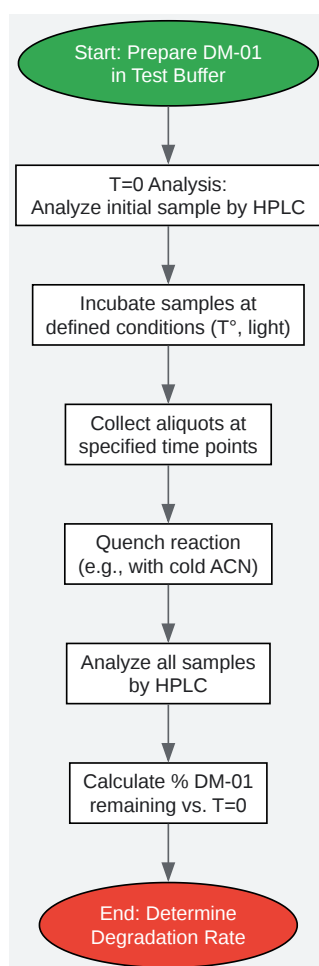 Start: Prepare DM-01
in Test Buffer
T=0 Analysis:
Analyze initial sample by HPLC
Incubate samples at
defined conditions (T°, light)
Collect aliquots at
specified time points
Quench reaction
(e.g., with cold ACN)
Analyze all samples
by HPLC
Calculate % DM-01
remaining vs. T=0
End: Determine
Degradation Rate